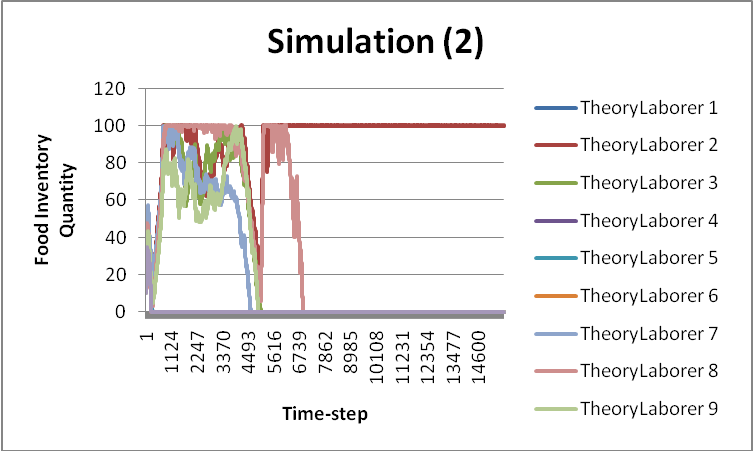 Simulation (2)
Food Inventory
Quantity
120
100
80
60
40
20
0
1
1124
2247
3370
4493
5616
6739
7862
8985
10108
11231
12354
13477
14600
Time-step
TheoryLaborer 1
TheoryLaborer 2
TheoryLaborer 3
TheoryLaborer 4
TheoryLaborer 5
TheoryLaborer 6
TheoryLaborer 7
TheoryLaborer 8
TheoryLaborer 9